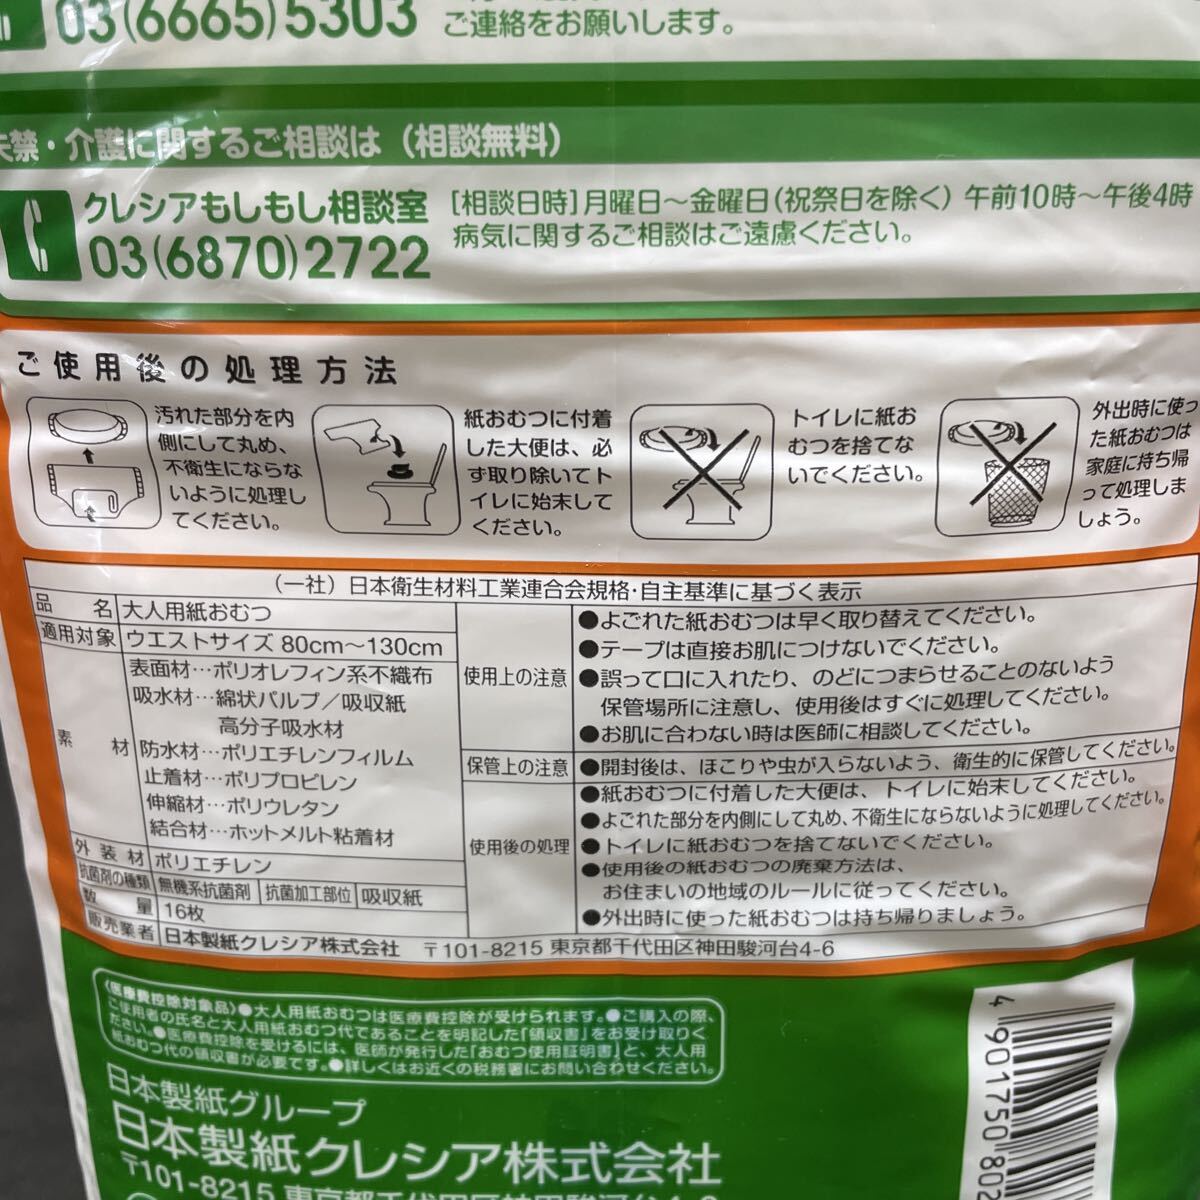 03(6665)5303
ご連絡をお願いします。
禁・介護に関するご相談は（相談無料）
クレシアもしもし相談室
03(6870)2722
[相談日時]月曜日～金曜日(祝祭日を除く) 午前10時～午後4時
病気に関するご相談はご遠慮ください。
ご使用後の処理方法
汚れた部分を内
側にして丸め、
不衛生にならな
いように処理し
てください。
紙おむつに付着
した大便は、必
ず取り除いてト
イレに始末して
ください。
トイレに紙お
むつを捨てな
いでください。
外出時に使っ
た紙おむつは
家庭に持ち帰
って処理しま
しょう。
（一社）日本衛生材料工業連合会規格・自主基準に基づく表示
品名 大人用紙おむつ
適用対象 ウエストサイズ 80cm～130cm
素材
表面材…ポリオレフィン系不織布
吸水材…綿状パルプ／吸収紙
高分子吸水材
防水材…ポリエチレンフィルム
止着材…ポリプロピレン
伸縮材…ポリウレタン
結合材…ホットメルト粘着材
外装材 ポリエチレン
抗菌剤の種類 無機系抗菌剤 抗菌加工部位 吸収紙
数量 16枚
使用上の注意
●よごれた紙おむつは早く取り替えてください。
●テープは直接お肌につけないでください。
●誤って口に入れたり、のどにつまらせることのないよう
保管場所に注意し、使用後はすぐに処理してください。
●お肌に合わない時は医師に相談してください。
保管上の注意 ●開封後は、ほこりや虫が入らないよう、衛生的に保管してください。
使用後の処理
●紙おむつに付着した大便は、トイレに始末してください。
●よごれた部分を内側にして丸め、不衛生にならないように処理してください。
●トイレに紙おむつを捨てないでください。
●使用後の紙おむつの廃棄方法は、
お住まいの地域のルールに従ってください。
●外出時に使った紙おむつは持ち帰りましょう。
販売業者 日本製紙クレシア株式会社 〒101-8215 東京都千代田区神田駿河台4-6
〈医療費控除対象品〉●大人用紙おむつは医療費控除が受けられます。●ご購入の際、
ご使用者の氏名と大人用紙おむつ代であることを明記した「領収書」をお受け取りく
ださい。●医療費控除を受けるには、医師が発行した「おむつ使用証明書」と、大人用
紙おむつ代の領収書が必要です。●詳しくはお近くの税務署にお問い合わせください。
日本製紙グループ
日本製紙クレシア株式会社
〒101-8215 東京都千代田区神田駿河台4-6
4 901750 80